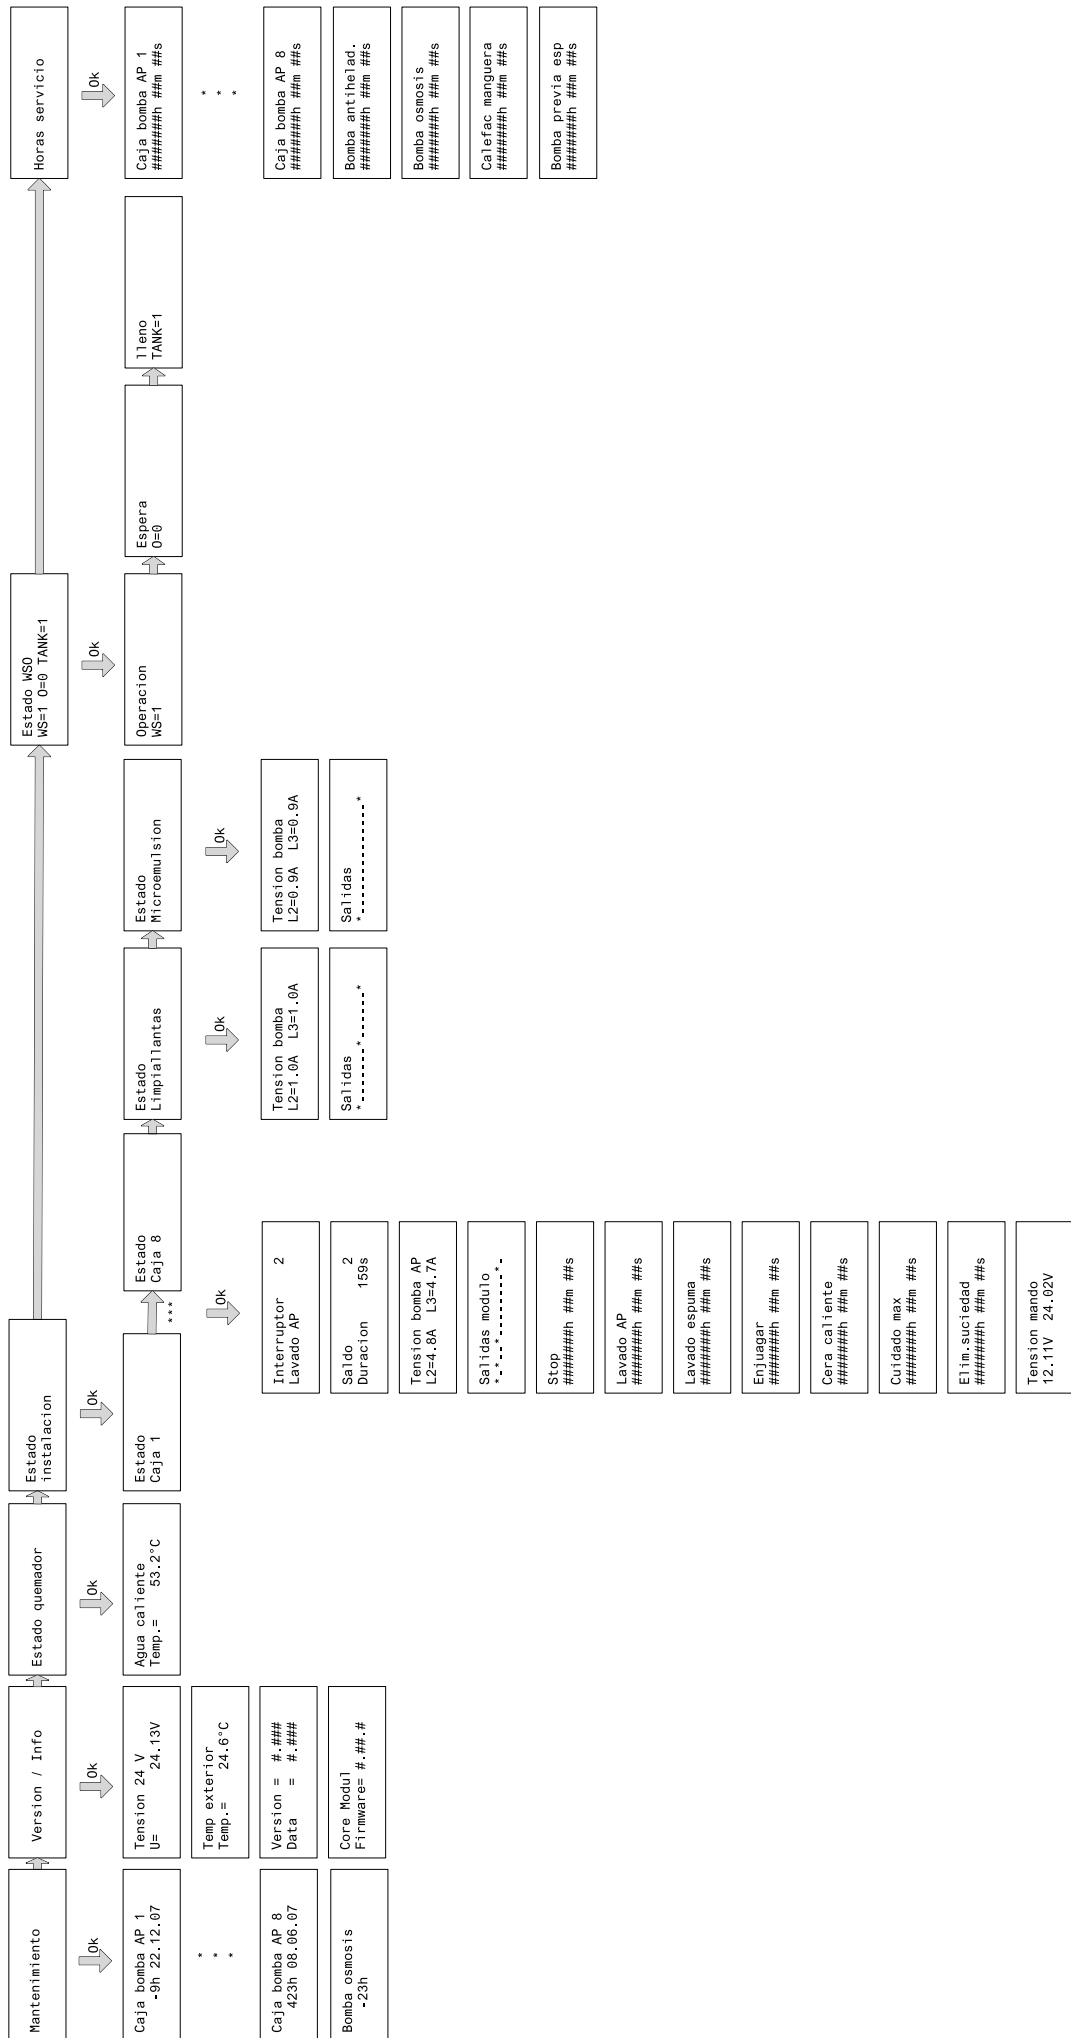 Mantenimiento
Ok
Caja bomba AP 1
-9h 22.12.07
*
*
*
Caja bomba AP 8
423h 08.06.07
Bomba osmosis
-23h
Version / Info
Ok
Tension 24 V
U= 24.13V
Temp exterior
Temp.= 24.6°C
Version = #.###
Data = #.###
Core Modul
Firmware= #.##.#
Estado quemador
Ok
Agua caliente
Temp.= 53.2°C
Estado
instalacion
Ok
Estado
Caja 1
***
Estado
Caja 8
Ok
Interruptor 2
Lavado AP
Saldo 2
Duracion 159s
Tension bomba AP
L2=4.8A L3=4.7A
Salidas modulo
*-*--*---------*-
Stop
#######h ##m ##s
Lavado AP
#######h ##m ##s
Lavado espuma
#######h ##m ##s
Enjuagar
#######h ##m ##s
Cera caliente
#######h ##m ##s
Cuidado max
#######h ##m ##s
Elim.suciedad
#######h ##m ##s
Tension mando
12.11V 24.02V
Estado
Limpiallantas
Ok
Tension bomba
L2=1.0A L3=1.0A
Salidas
*-------*------*
Estado
Microemulsion
Ok
Tension bomba
L2=0.9A L3=0.9A
Salidas
*--------------*
Estado WSO
WS=1 O=0 TANK=1
Ok
Operacion
WS=1
Espera
O=0
lleno
TANK=1
Horas servicio
Ok
Caja bomba AP 1
#######h ##m ##s
*
*
*
Caja bomba AP 8
#######h ##m ##s
Bomba antihelad.
#######h ##m ##s
Bomba osmosis
#######h ##m ##s
Calefac manguera
#######h ##m ##s
Bomba previa esp
#######h ##m ##s